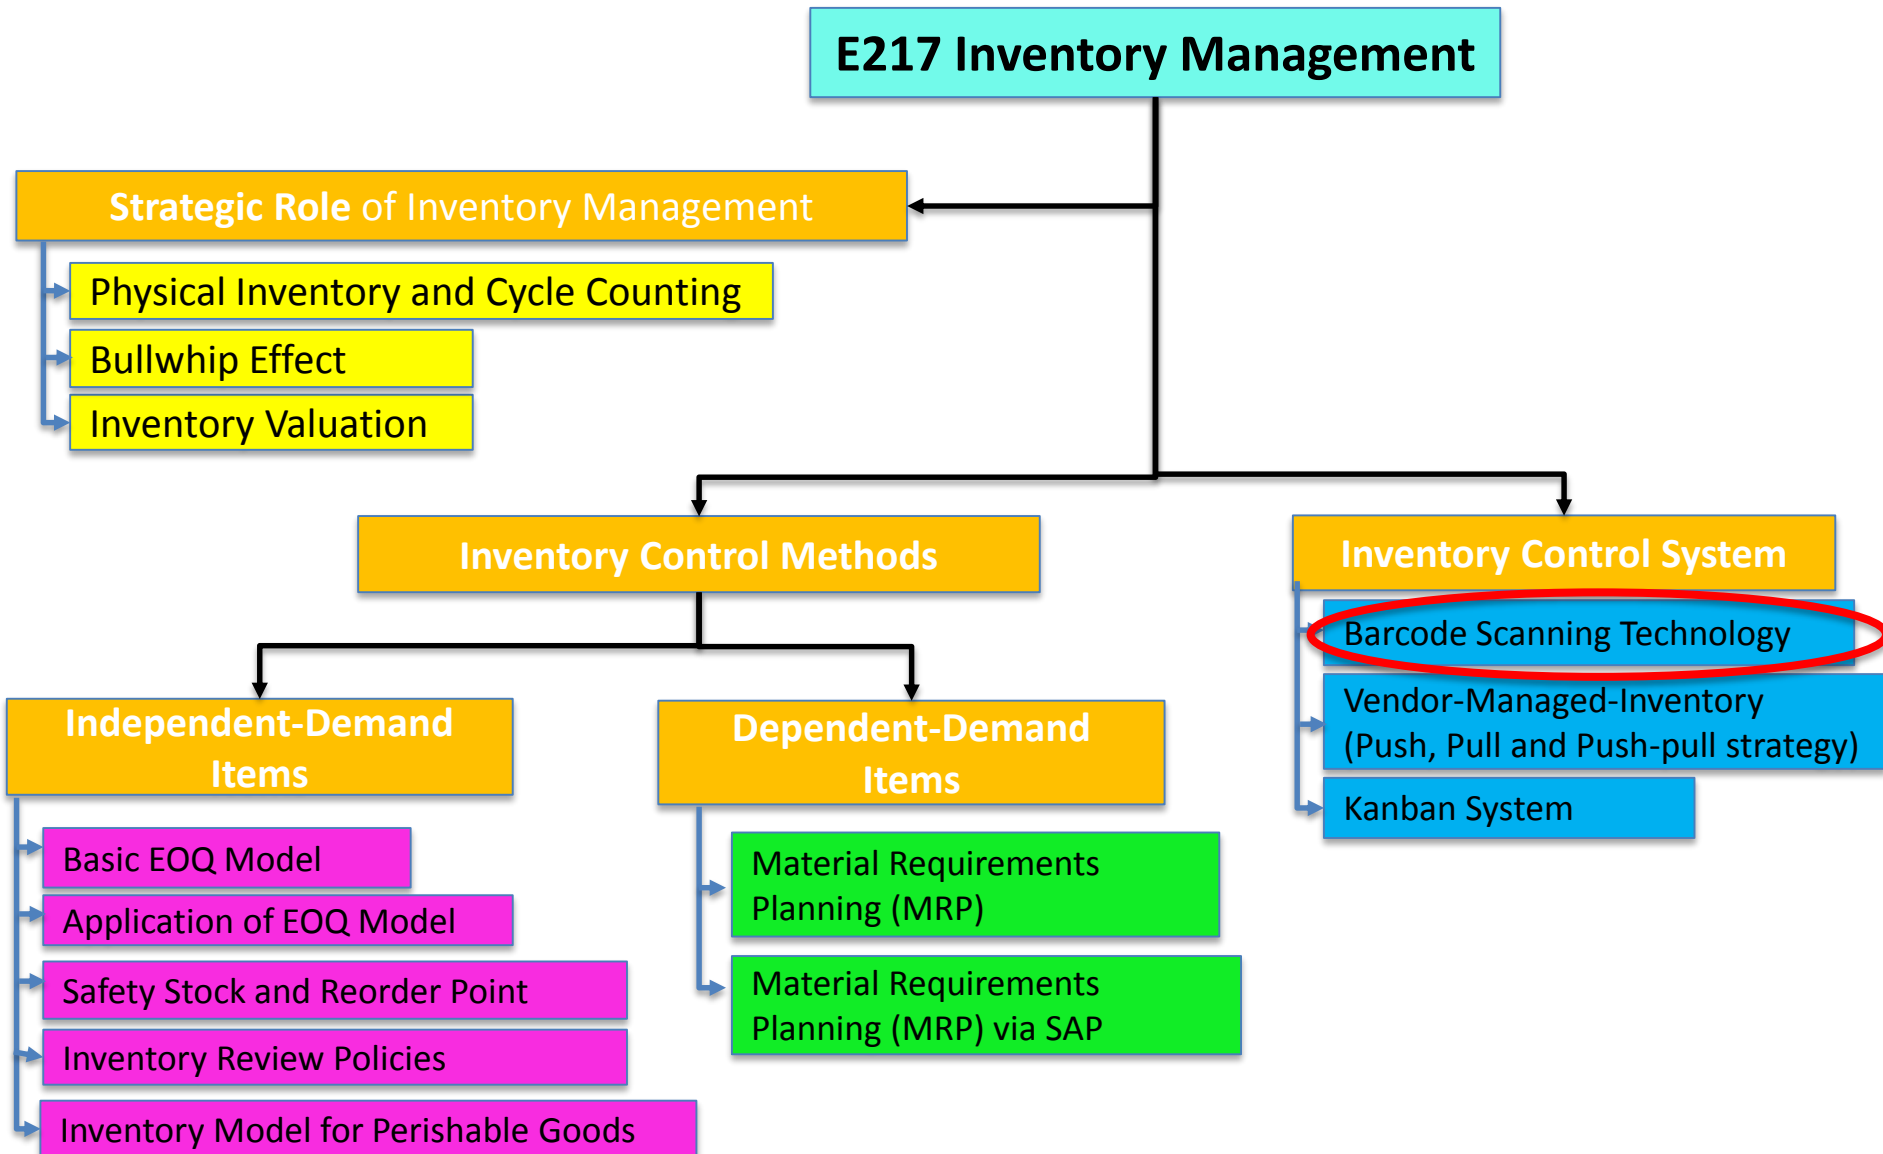 E217 Inventory Management
Strategic Role of Inventory Management
Physical Inventory and Cycle Counting
Bullwhip Effect
Inventory Valuation
Inventory Control Methods
Inventory Control System
Barcode Scanning Technology
Vendor-Managed-Inventory
(Push, Pull and Push-pull strategy)
Kanban System
Independent-Demand
Items
Basic EOQ Model
Application of EOQ Model
Safety Stock and Reorder Point
Inventory Review Policies
Inventory Model for Perishable Goods
Dependent-Demand
Items
Material Requirements
Planning (MRP)
Material Requirements
Planning (MRP) via SAP